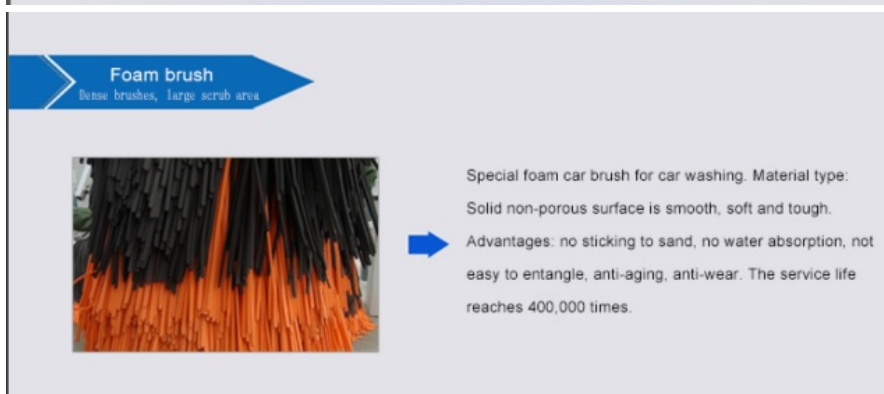 Foam brush
Dense brushes, large scrub area
Special foam car brush for car washing. Material type:
Solid non-porous surface is smooth, soft and tough.
Advantages: no sticking to sand, no water absorption, not
easy to entangle, anti-aging, anti-wear. The service life
reaches 400,000 times.